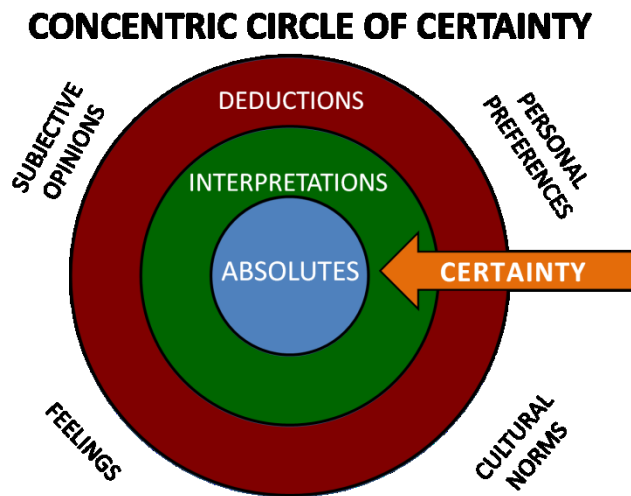 CONCENTRIC CIRCLE OF CERTAINTY
DEDUCTIONS
SUBJECTIVE
OPINIONS
PERSONAL
PREFERENCES
INTERPRETATIONS
ABSOLUTES
CERTAINTY
FEELINGS
CULTURAL
NORMS